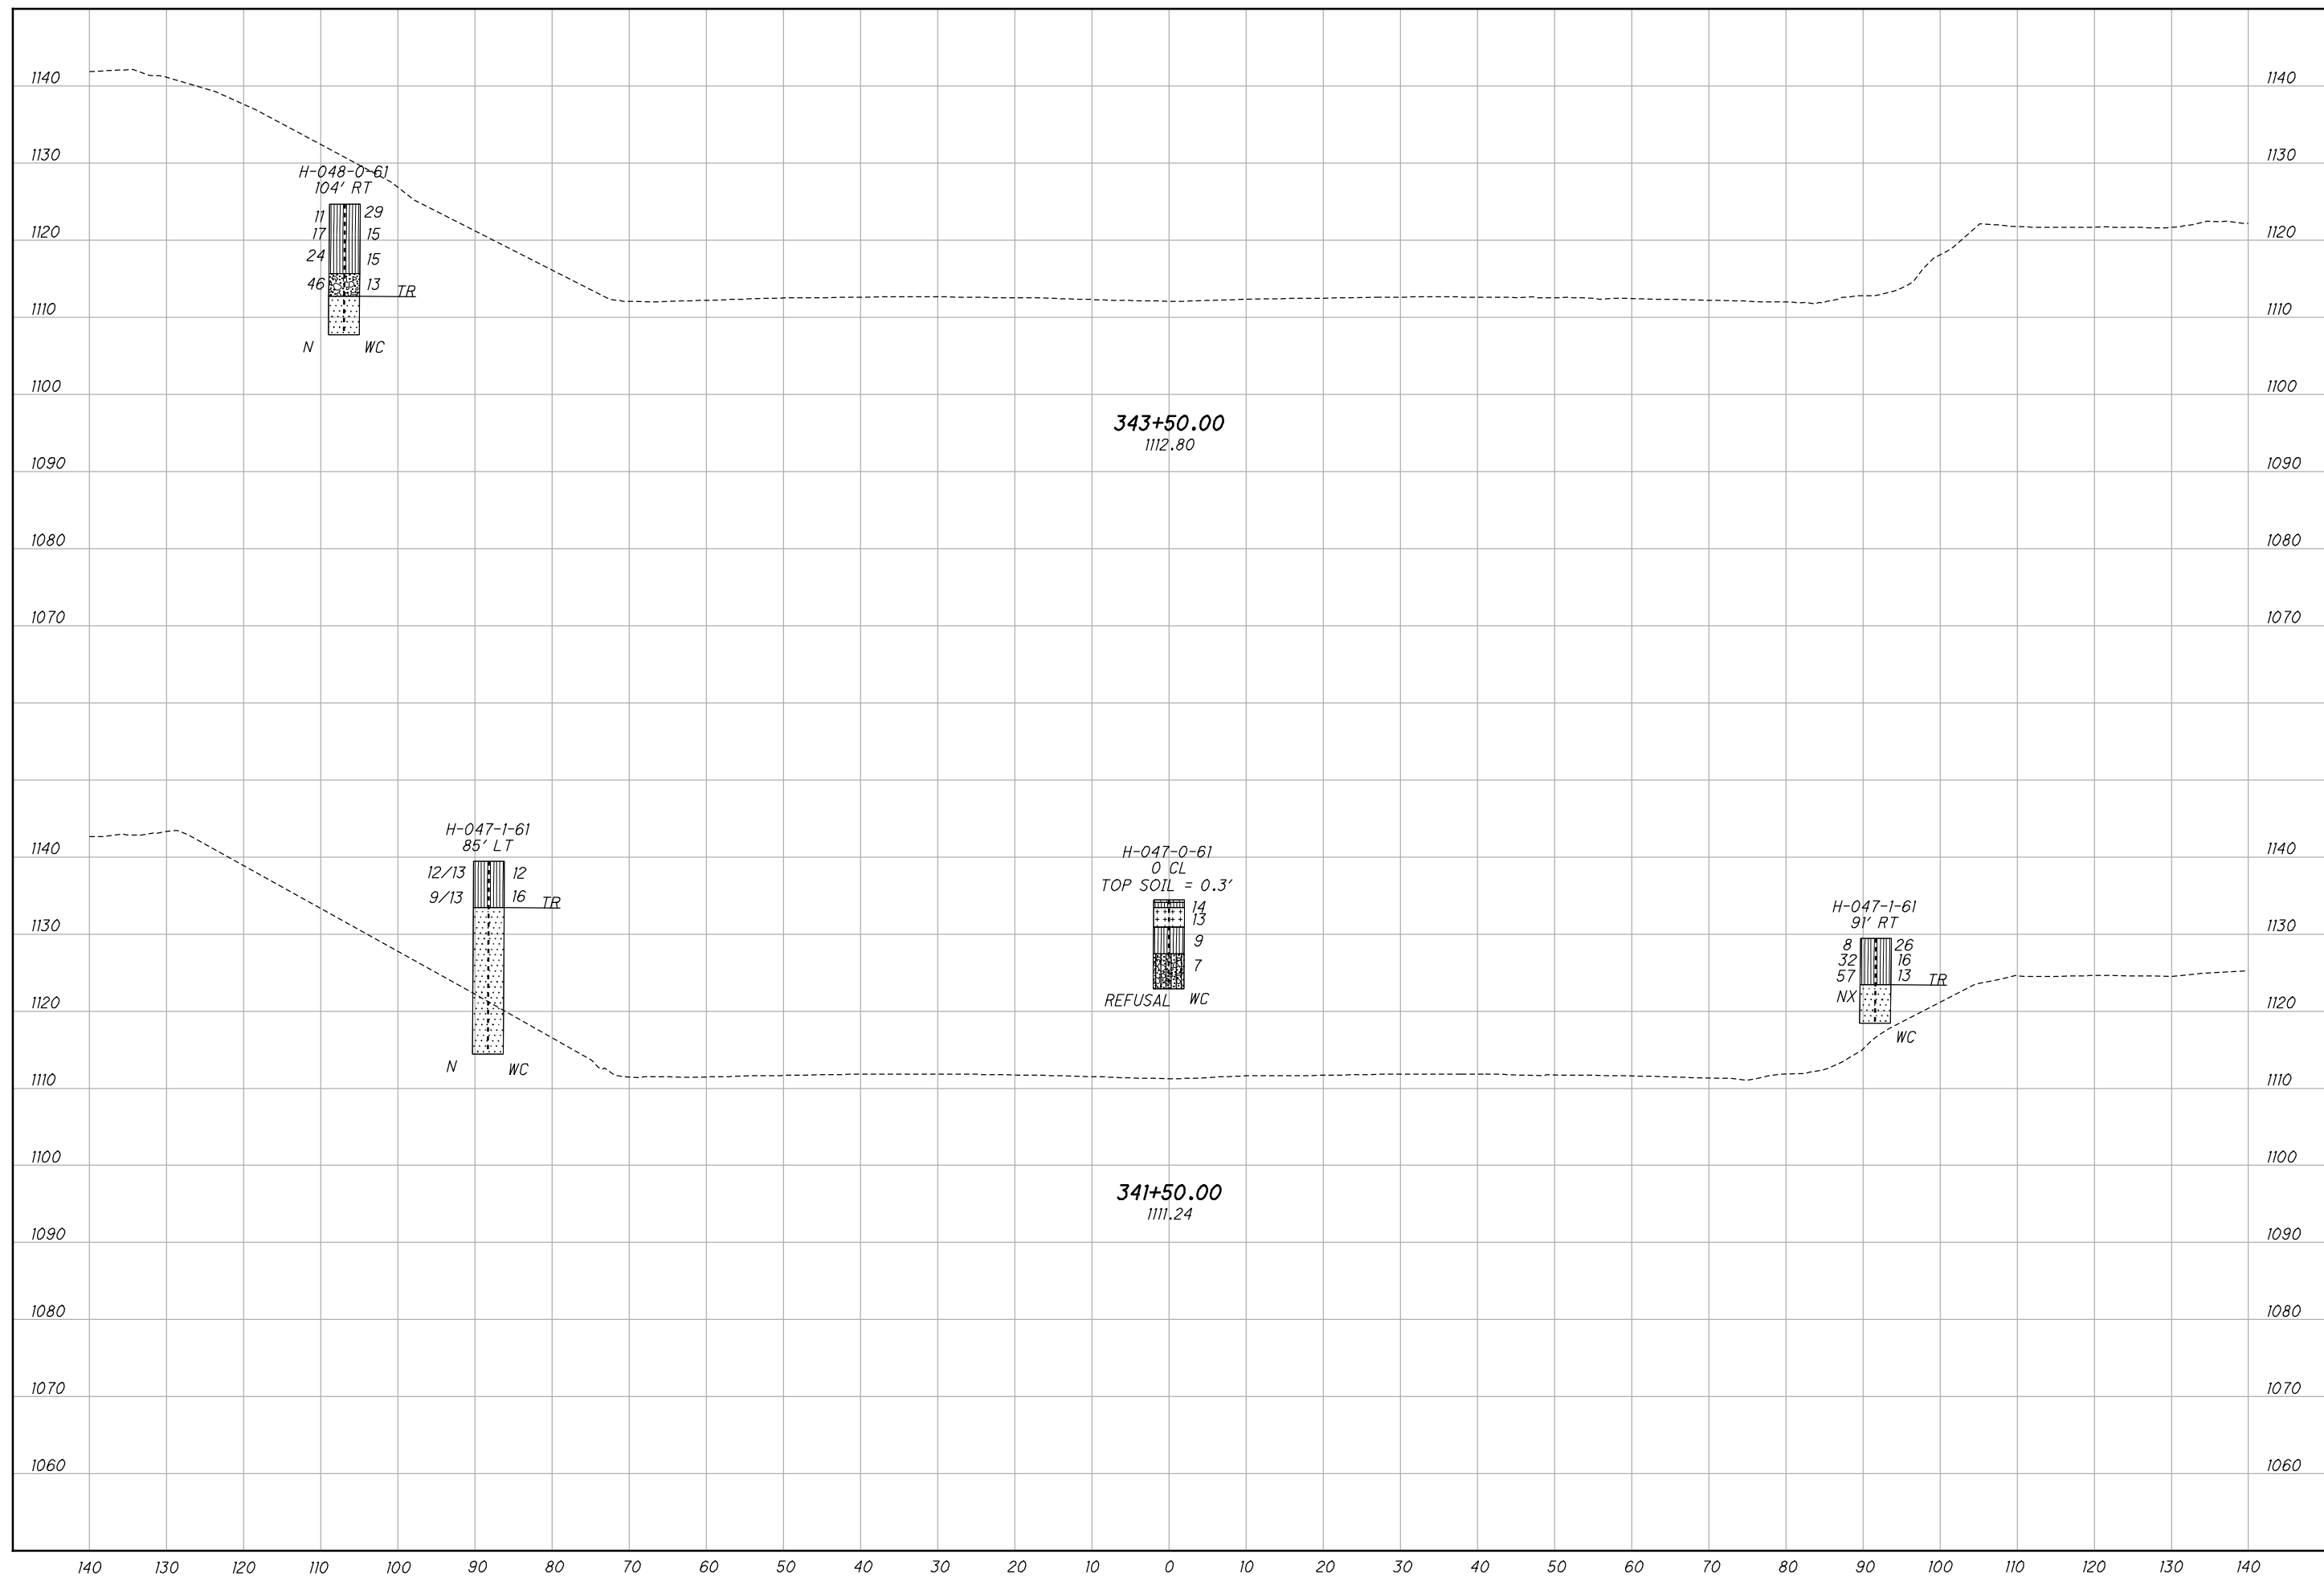 1140 1140
1130 1130
H-048-0-61
104' RT
11 29
17 15
1120 1120
24 15
46 13 TR
1110 1110
N WC
1100 1100
343+50.00
1112.80
1090 1090
1080 1080
1070 1070
H-047-1-61
85' LT
1140 1140
H-047-0-61
0 CL
TOP SOIL = 0.3'
12/13 12
9/13 16 TR
14
13
9
7
REFUSAL WC
H-047-1-61
91' RT
1130 1130
8 26
32 16
57 13 TR
NX
WC
1120 1120
N WC
1110 1110
1100 1100
341+50.00
1111.24
1090 1090
1080 1080
1070 1070
1060 1060
140 130 120 110 100 90 80 70 60 50 40 30 20 10 0 10 20 30 40 50 60 70 80 90 100 110 120 130 140